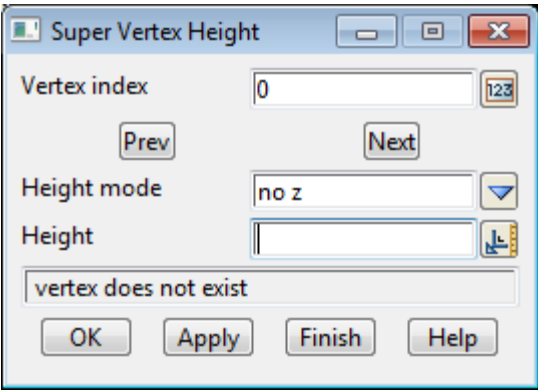 Super Vertex Height
Vertex index 0 123
Prev Next
Height mode no z
Height
vertex does not exist
OK Apply Finish Help